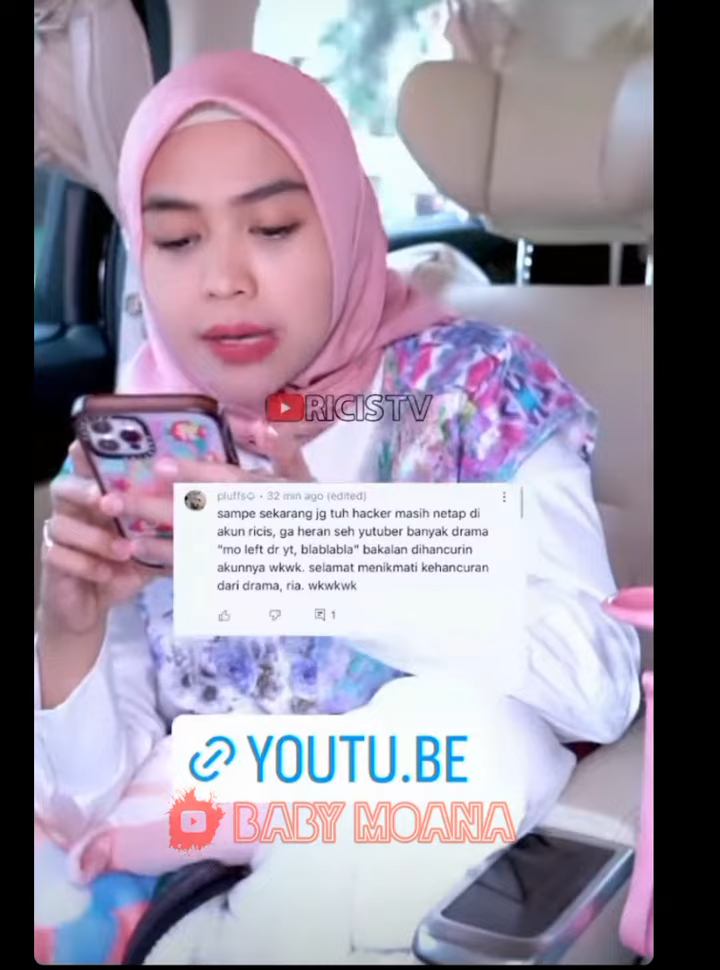 RICISTV
pluffs · 32 min ago (edited)
sampe sekarang jg tuh hacker masih netap di
akun ricis, ga heran seh yutuber banyak drama
"mo left dr yt, blablabla" bakalan dihancurin
akunnya wkwk. selamat menikmati kehancuran
dari drama, ria. wkwkwk
1
YOUTU.BE
BABY MOANA